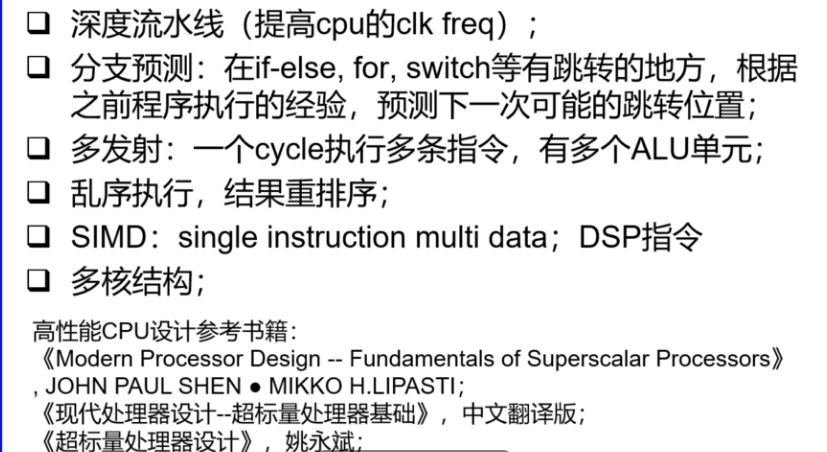 ❑ 深度流水线（提高cpu的clk freq）；
❑ 分支预测：在if-else, for, switch等有跳转的地方，根据
之前程序执行的经验，预测下一次可能的跳转位置；
❑ 多发射：一个cycle执行多条指令，有多个ALU单元；
❑ 乱序执行，结果重排序；
❑ SIMD：single instruction multi data；DSP指令
❑ 多核结构；
高性能CPU设计参考书籍：
《Modern Processor Design -- Fundamentals of Superscalar Processors》
, JOHN PAUL SHEN ● MIKKO H.LIPASTI；
《现代处理器设计--超标量处理器基础》，中文翻译版；
《超标量处理器设计》，姚永斌；